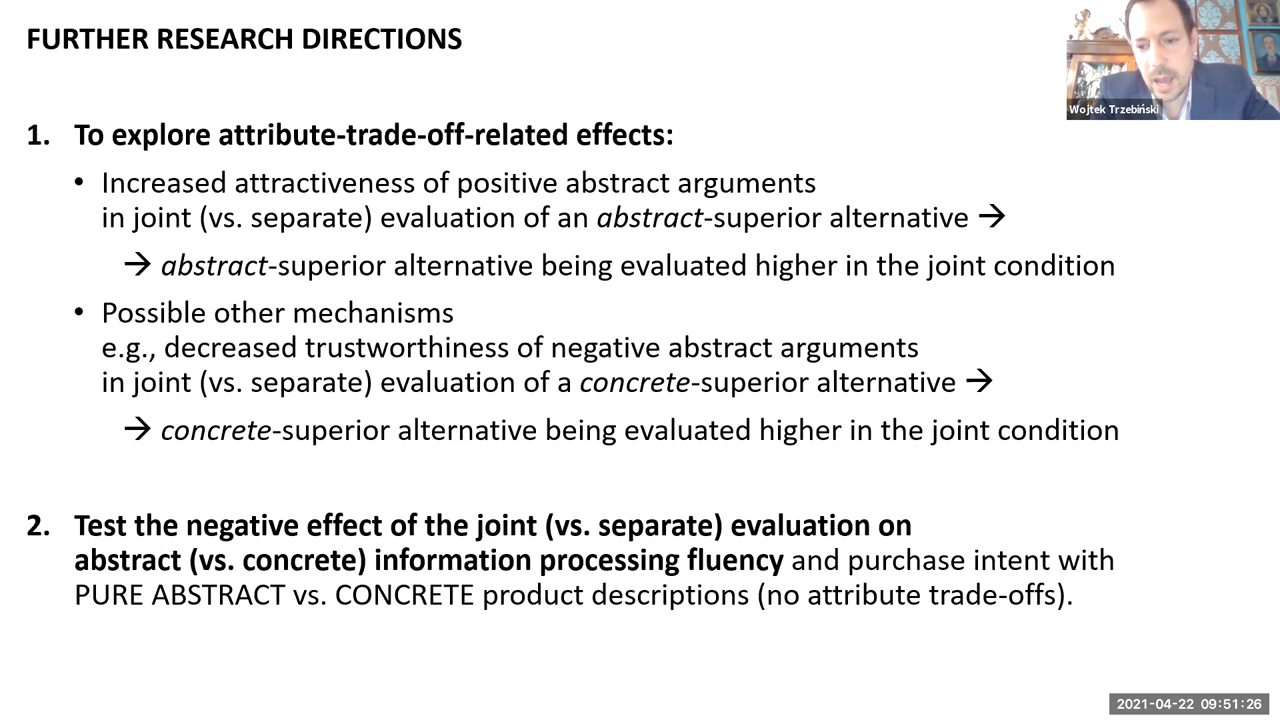 FURTHER RESEARCH DIRECTIONS
Wojtek Trzebiński
1. To explore attribute-trade-off-related effects:
• Increased attractiveness of positive abstract arguments
in joint (vs. separate) evaluation of an abstract-superior alternative →
→ abstract-superior alternative being evaluated higher in the joint condition
• Possible other mechanisms
e.g., decreased trustworthiness of negative abstract arguments
in joint (vs. separate) evaluation of a concrete-superior alternative →
→ concrete-superior alternative being evaluated higher in the joint condition
2. Test the negative effect of the joint (vs. separate) evaluation on
abstract (vs. concrete) information processing fluency and purchase intent with
PURE ABSTRACT vs. CONCRETE product descriptions (no attribute trade-offs).
2021-04-22 09:51:26